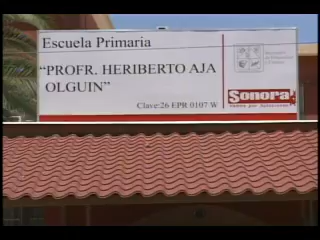 Escuela Primaria
"PROFR. HERIBERTO AJA
OLGUIN"
Clave:26 EPR 0107 W
Sonora